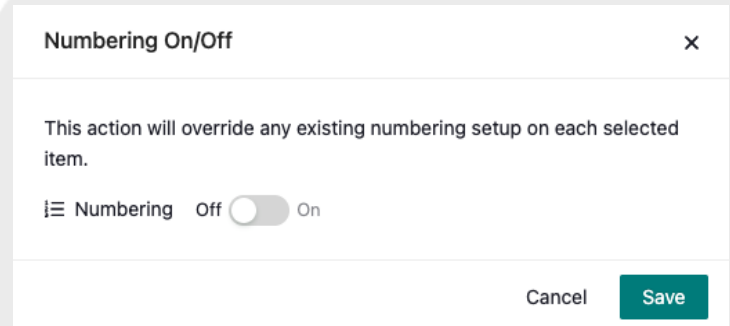 Numbering On/Off
This action will override any existing numbering setup on each selected
item.
Numbering Off On
Cancel Save